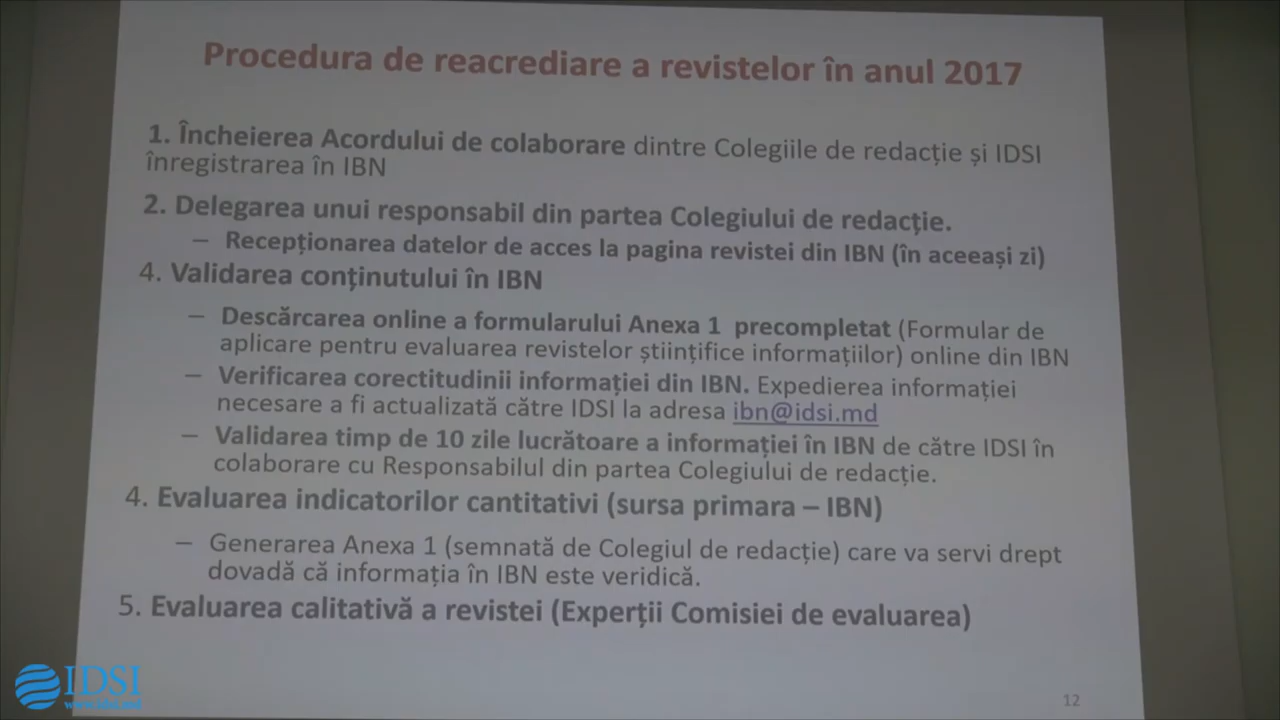 Procedura de reacrediare a revistelor în anul 2017
1. Încheierea Acordului de colaborare dintre Colegiile de redacție și IDSI
înregistrarea în IBN
2. Delegarea unui responsabil din partea Colegiului de redacție.
– Recepționarea datelor de acces la pagina revistei din IBN (în aceeași zi)
4. Validarea conținutului în IBN
– Descărcarea online a formularului Anexa 1 precompletat (Formular de
aplicare pentru evaluarea revistelor științifice informațiilor) online din IBN
– Verificarea corectitudinii informației din IBN. Expedierea informației
necesare a fi actualizată către IDSI la adresa ibn@idsi.md
– Validarea timp de 10 zile lucrătoare a informației în IBN de către IDSI în
colaborare cu Responsabilul din partea Colegiului de redacție.
4. Evaluarea indicatorilor cantitativi (sursa primara – IBN)
– Generarea Anexa 1 (semnată de Colegiul de redacție) care va servi drept
dovadă că informația în IBN este veridică.
5. Evaluarea calitativă a revistei (Experții Comisiei de evaluarea)
IDSI
www.idsi.md
12